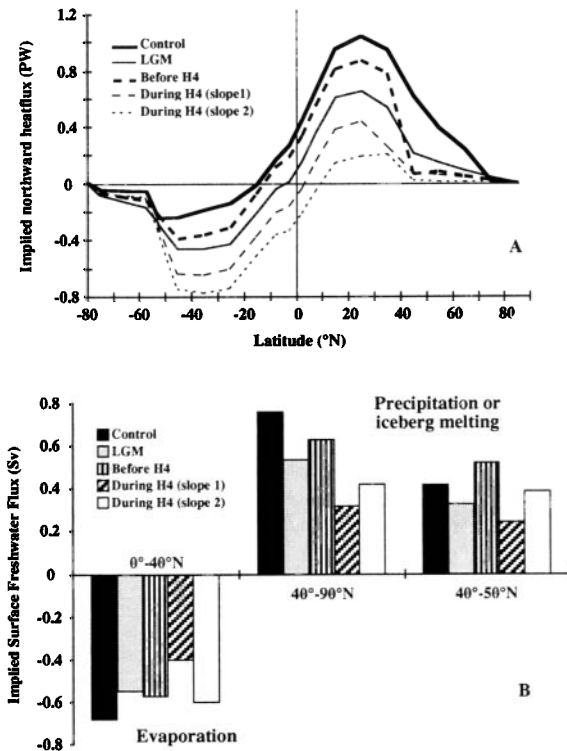 1.2
0.8
0.4
0
-0.4
-0.8
Implied northward heatflux (PW)
Control
LGM
Before H4
During H4 (slope1)
During H4 (slope 2)
A
-80 -60 -40 -20 0 20 40 60 80
Latitude (°N)
0.8
0.6
0.4
0.2
0
-0.2
-0.4
-0.6
-0.8
Implied Surface Freshwater Flux (Sv)
Control
LGM
Before H4
During H4 (slope 1)
During H4 (slope 2)
Precipitation or
iceberg melting
0°-40°N
40°-90°N
40°-50°N
Evaporation
B